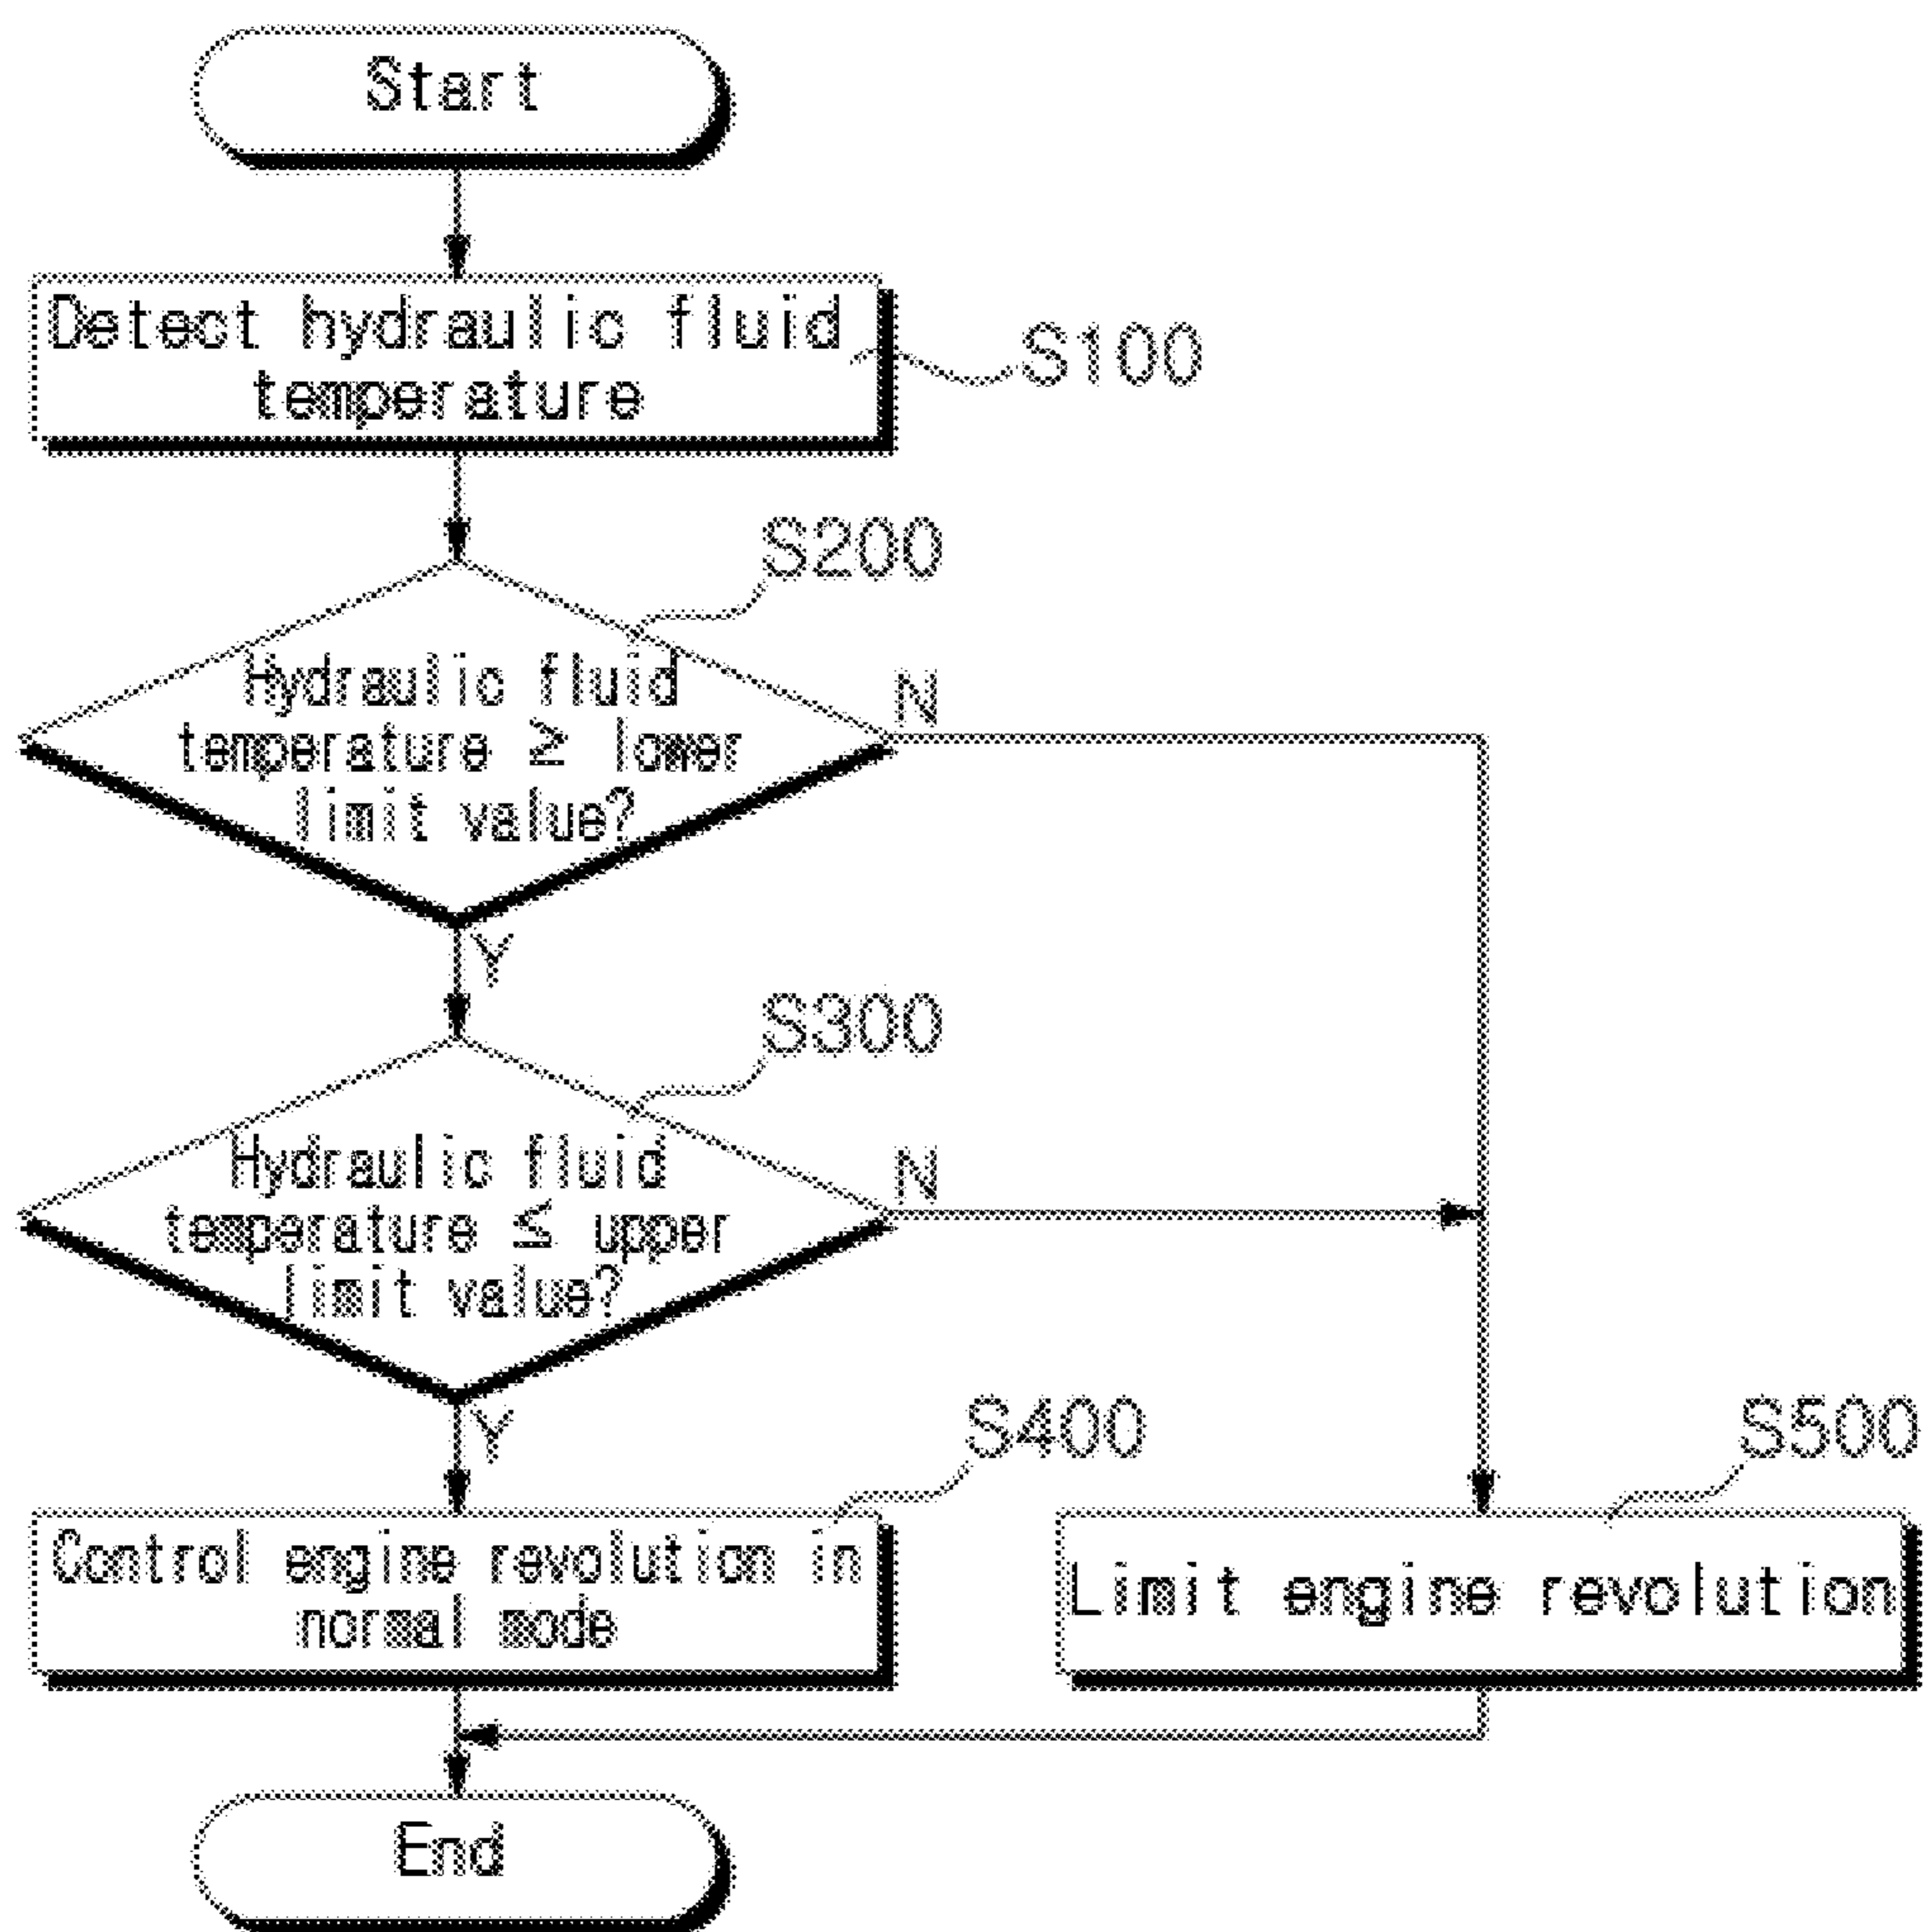 Start
Detect hydraulic fluid
temperature
S100
S200
Hydraulic fluid
temperature ≥ lower
limit value?
N
Y
S300
Hydraulic fluid
temperature ≤ upper
limit value?
N
Y
S400
Control engine revolution in
normal mode
S500
Limit engine revolution
End